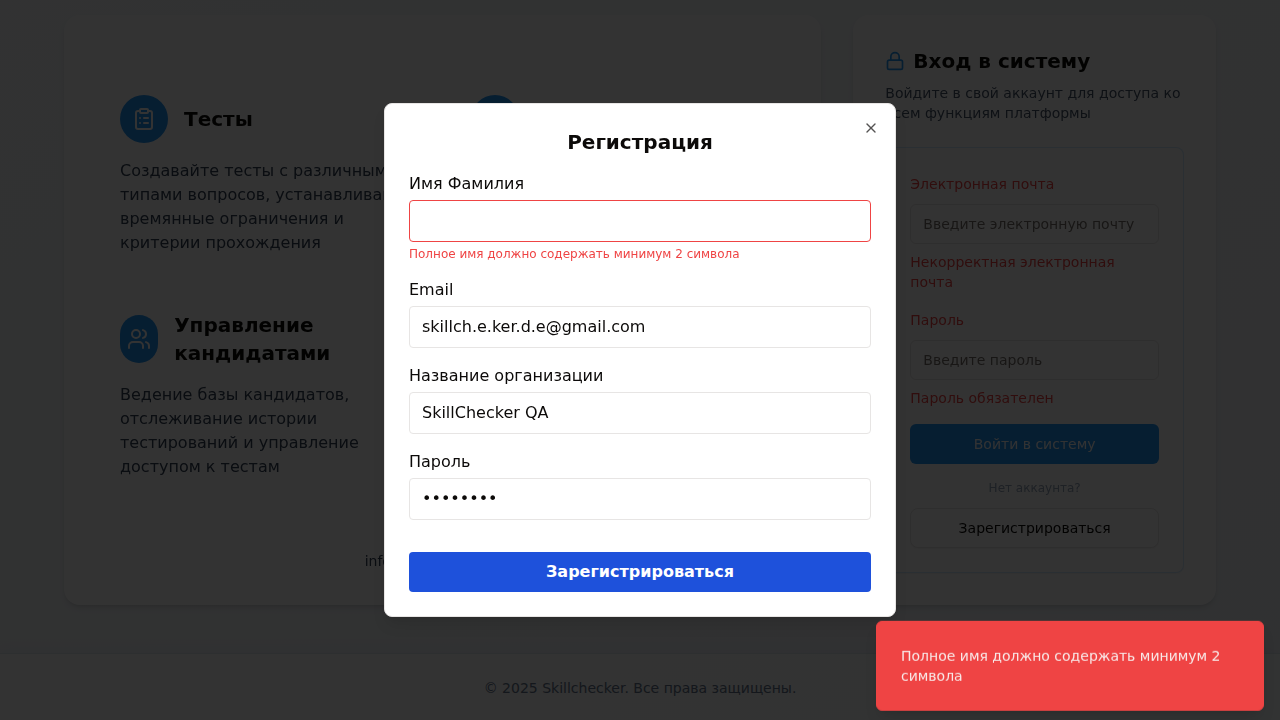 Тесты
Создавайте тесты с различным
типами вопросов, устанавлива
времянные ограничения и
критерии прохождения
Управление
кандидатами
Ведение базы кандидатов,
отслеживание истории
тестирований и управление
доступом к тестам
inf
Регистрация
Имя Фамилия
Полное имя должно содержать минимум 2 символа
Email
skillch.e.ker.d.e@gmail.com
Название организации
SkillChecker QA
Пароль
••••••••
Зарегистрироваться
Вход в систему
Войдите в свой аккаунт для доступа ко
сем функциям платформы
Электронная почта
Введите электронную почту
Некорректная электронная
почта
Пароль
Введите пароль
Пароль обязателен
Войти в систему
Нет аккаунта?
Зарегистрироваться
© 2025 Skillchecker. Все права защищены.
Полное имя должно содержать минимум 2
символа